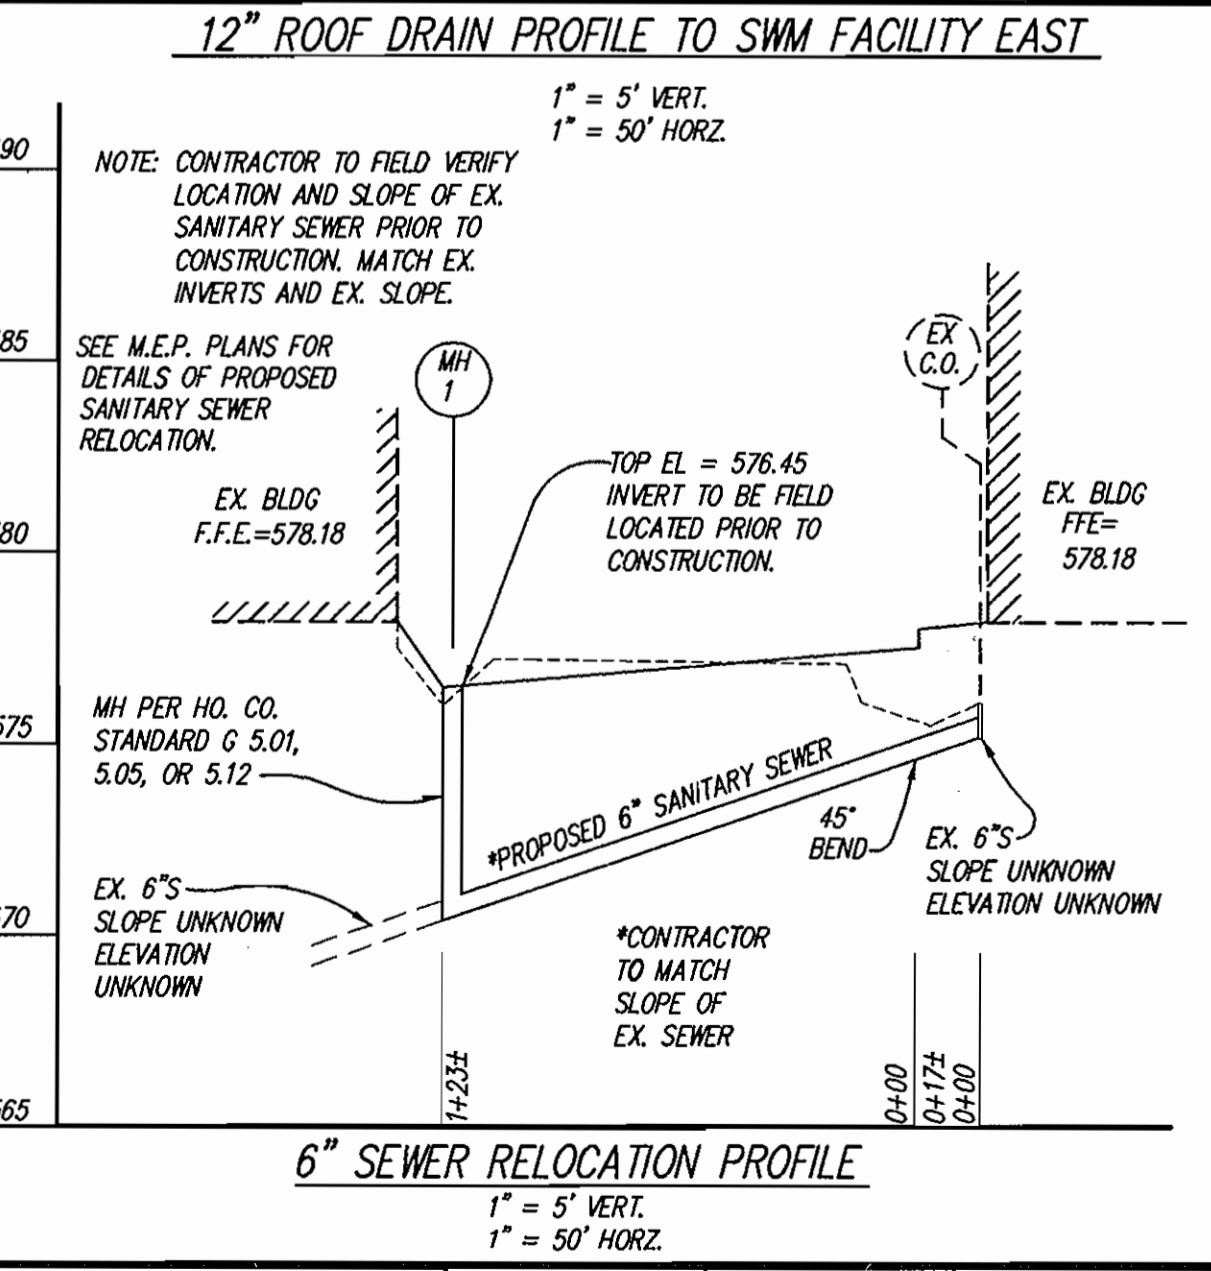 12" ROOF DRAIN PROFILE TO SWM FACILITY EAST
1" = 5' VERT.
1" = 50' HORZ.
90
NOTE: CONTRACTOR TO FIELD VERIFY
LOCATION AND SLOPE OF EX.
SANITARY SEWER PRIOR TO
CONSTRUCTION. MATCH EX.
INVERTS AND EX. SLOPE.
85
SEE M.E.P. PLANS FOR
DETAILS OF PROPOSED
SANITARY SEWER
RELOCATION.
MH
1
EX
C.O.
TOP EL = 576.45
INVERT TO BE FIELD
LOCATED PRIOR TO
CONSTRUCTION.
EX. BLDG
F.F.E.=578.18
EX. BLDG
FFE=
578.18
80
MH PER HO. CO.
STANDARD G 5.01,
5.05, OR 5.12
575
*PROPOSED 6" SANITARY SEWER
45°
BEND
EX. 6"S
SLOPE UNKNOWN
ELEVATION UNKNOWN
EX. 6"S
SLOPE UNKNOWN
ELEVATION
UNKNOWN
70
*CONTRACTOR
TO MATCH
SLOPE OF
EX. SEWER
1+23±
0+00
0+17±
0+00
565
6" SEWER RELOCATION PROFILE
1" = 5' VERT.
1" = 50' HORZ.